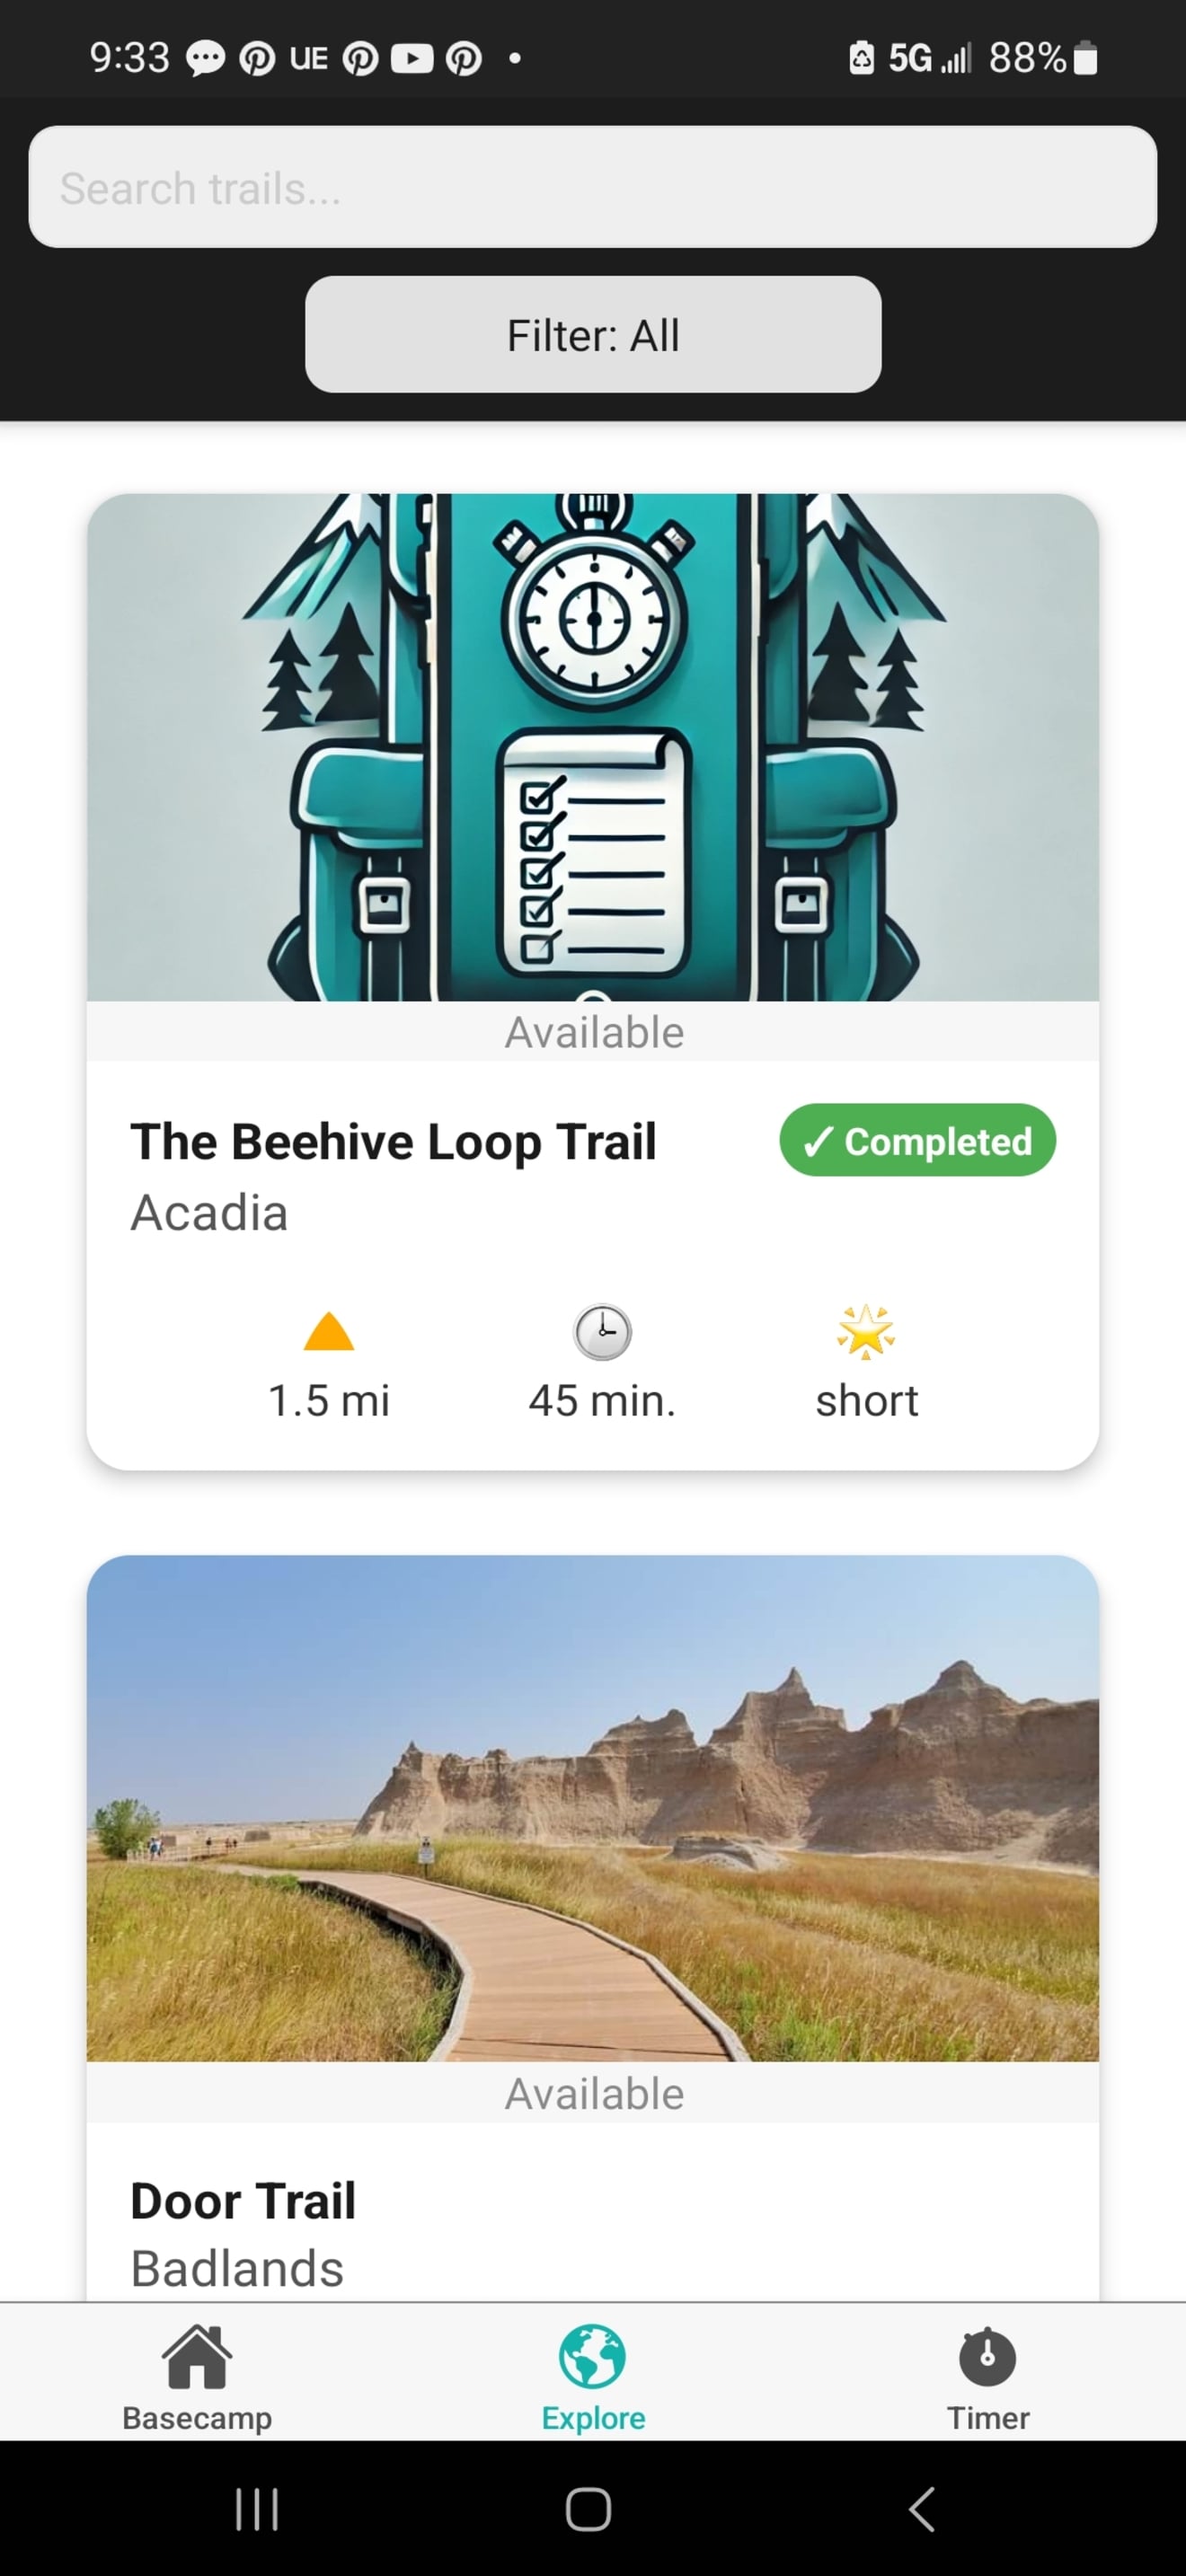 9:33 UE 5G 88%
Search trails...
Filter: All
Available
The Beehive Loop Trail ✓ Completed
Acadia
1.5 mi 45 min. short
Available
Door Trail
Badlands
Basecamp Explore Timer